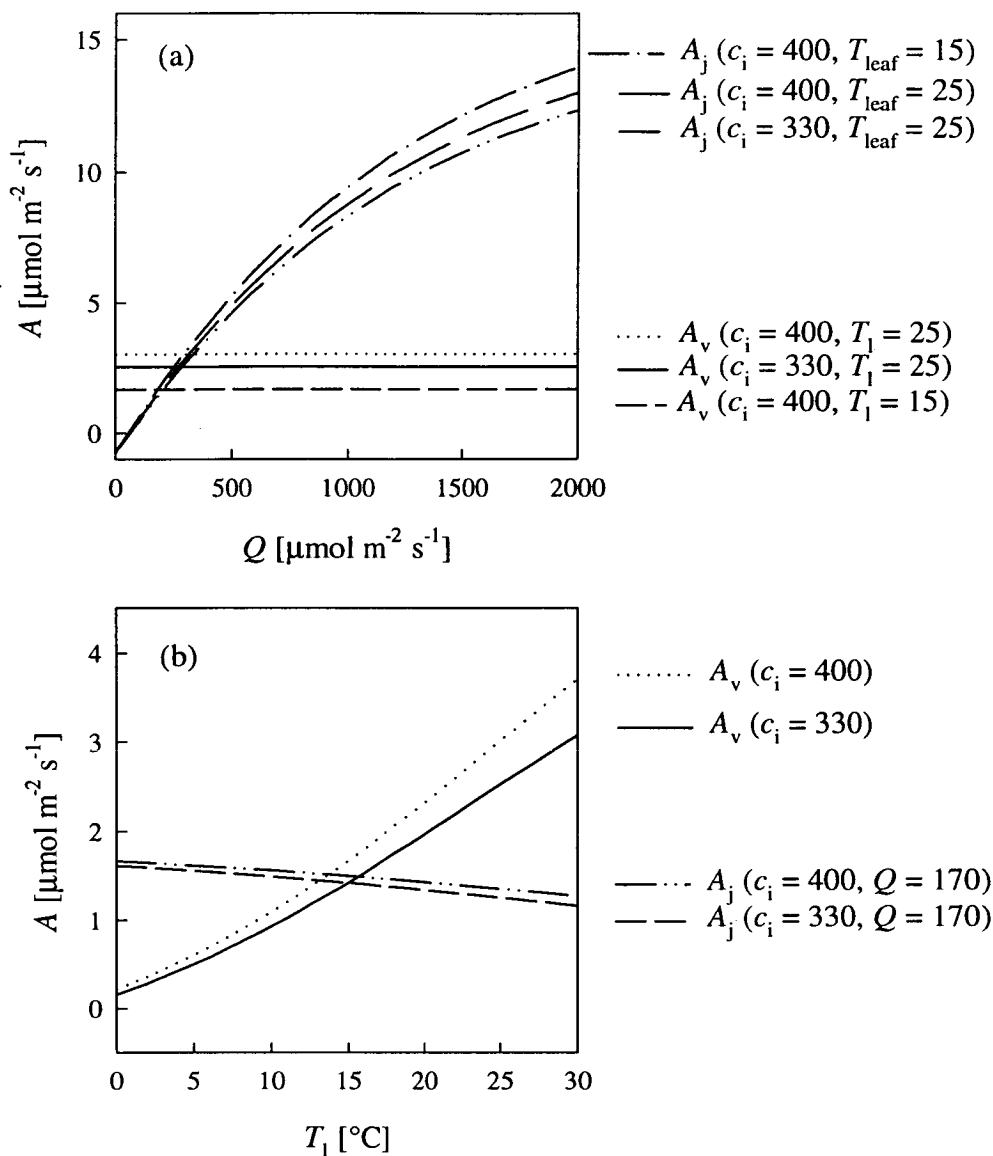 (a)
15
10
5
0
A [μmol m⁻² s⁻¹]
0 500 1000 1500 2000
Q [μmol m⁻² s⁻¹]
A_j (c_i = 400, T_leaf = 15)
A_j (c_i = 400, T_leaf = 25)
A_j (c_i = 330, T_leaf = 25)
A_v (c_i = 400, T_l = 25)
A_v (c_i = 330, T_l = 25)
A_v (c_i = 400, T_l = 15)
(b)
4
3
2
1
0
A [μmol m⁻² s⁻¹]
0 5 10 15 20 25 30
T_l [°C]
A_v (c_i = 400)
A_v (c_i = 330)
A_j (c_i = 400, Q = 170)
A_j (c_i = 330, Q = 170)